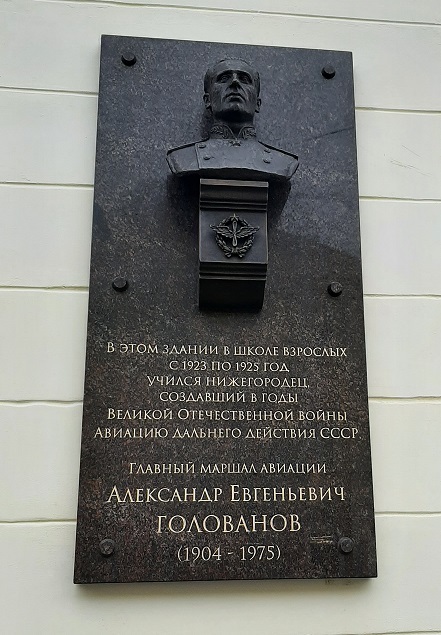 В ЭТОМ ЗДАНИИ В ШКОЛЕ ВЗРОСЛЫХ
С 1923 ПО 1925 ГОД
УЧИЛСЯ НИЖЕГОРОДЕЦ,
СОЗДАВШИЙ В ГОДЫ
ВЕЛИКОЙ ОТЕЧЕСТВЕННОЙ ВОЙНЫ
АВИАЦИЮ ДАЛЬНЕГО ДЕЙСТВИЯ СССР
ГЛАВНЫЙ МАРШАЛ АВИАЦИИ
АЛЕКСАНДР ЕВГЕНЬЕВИЧ
ГОЛОВАНОВ
(1904 - 1975)